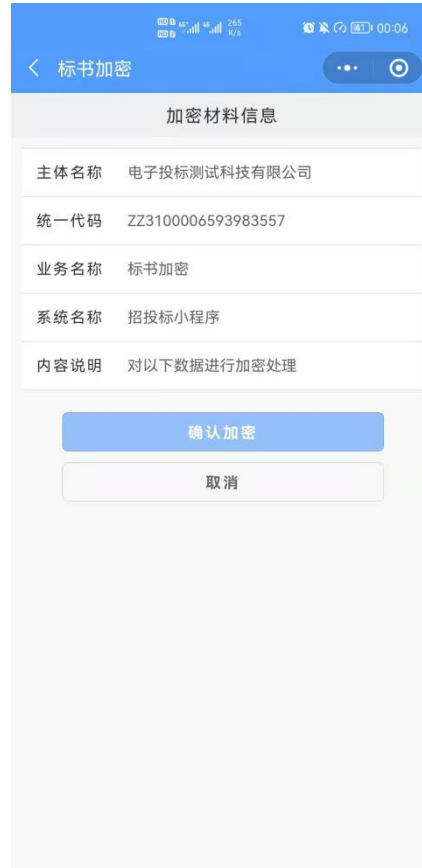 265
K/s
61
00:06
标书加密
加密材料信息
主体名称 电子投标测试科技有限公司
统一代码 ZZ3100006593983557
业务名称 标书加密
系统名称 招投标小程序
内容说明 对以下数据进行加密处理
确认加密
取消